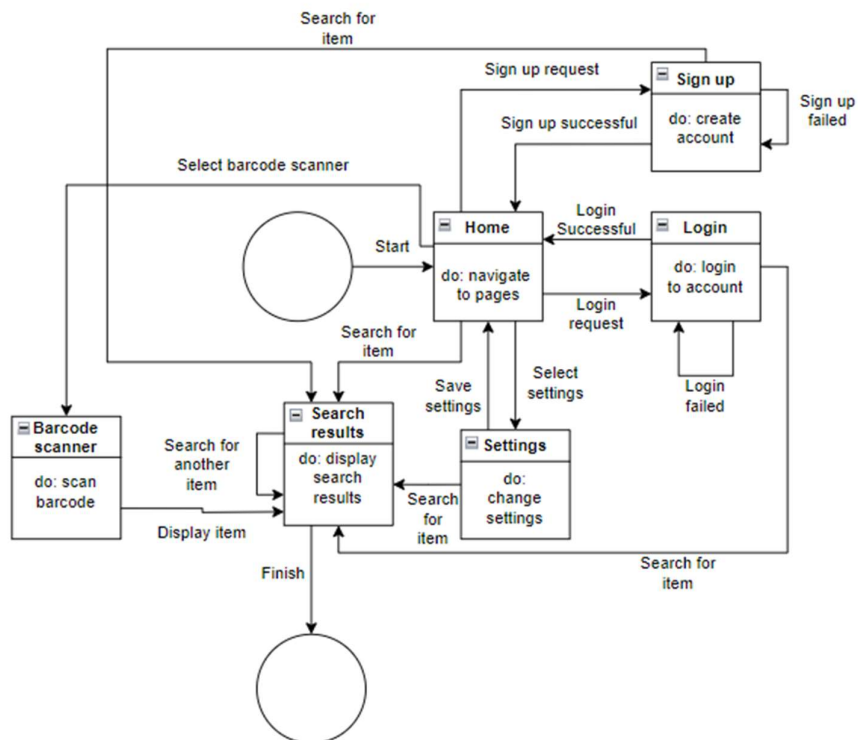 Search for
item
Sign up request
Sign up
do: create
account
Sign up
failed
Sign up successful
Select barcode scanner
Start
Home
do: navigate
to pages
Login
Successful
Login
do: login
to account
Login
request
Login
failed
Search for
item
Save
settings
Select
settings
Barcode
scanner
do: scan
barcode
Search for
another
item
Search
results
do: display
search
results
Settings
do:
change
settings
Search
for
item
Display item
Search for
item
Finish